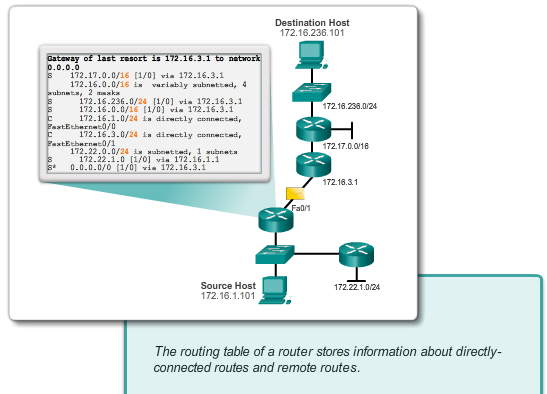 Destination Host
172.16.236.101
Gateway of last resort is 172.16.3.1 to network
0.0.0.0
S 172.17.0.0/16 [1/0] via 172.16.3.1
172.16.0.0/16 is variably subnetted, 4
subnets, 2 masks
S 172.16.236.0/24 [1/0] via 172.16.3.1
S 172.16.0.0/16 [1/0] via 172.16.3.1
C 172.16.1.0/24 is directly connected,
FastEthernet0/0
C 172.16.3.0/24 is directly connected,
FastEthernet0/1
172.22.0.0/24 is subnetted, 1 subnets
S 172.22.1.0 [1/0] via 172.16.1.1
S* 0.0.0.0/0 [1/0] via 172.16.3.1
172.16.236.0/24
172.17.0.0/16
172.16.3.1
Fa0/1
Source Host
172.16.1.101
172.22.1.0/24
The routing table of a router stores information about directly-
connected routes and remote routes.